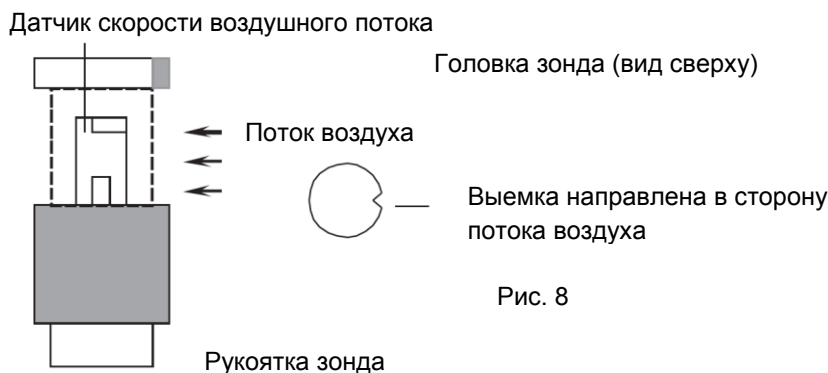 Датчик скорости воздушного потока
Головка зонда (вид сверху)
Поток воздуха
Выемка направлена в сторону
потока воздуха
Рис. 8
Рукоятка зонда